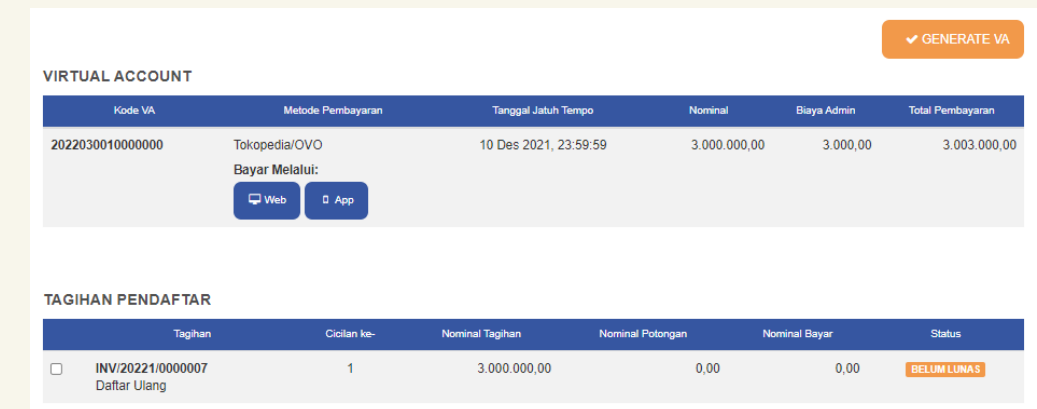 GENERATE VA
VIRTUAL ACCOUNT
Kode VA Metode Pembayaran Tanggal Jatuh Tempo Nominal Biaya Admin Total Pembayaran
2022030010000000 Tokopedia/OVO 10 Des 2021, 23:59:59 3.000.000,00 3.000,00 3.003.000,00
Bayar Melalui:
Web App
TAGIHAN PENDAFTAR
Tagihan Cicilan ke- Nominal Tagihan Nominal Potongan Nominal Bayar Status
INV/20221/0000007 1 3.000.000,00 0,00 0,00 BELUM LUNAS
Daftar Ulang